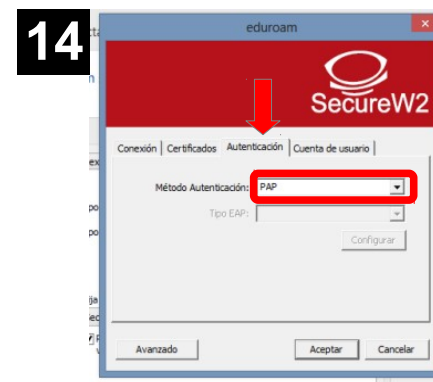 14
eduroam
SecureW2
Conexión
Certificados
Autenticación
Cuenta de usuario
Método Autenticación: PAP
Tipo EAP:
Configurar
Avanzado
Aceptar
Cancelar